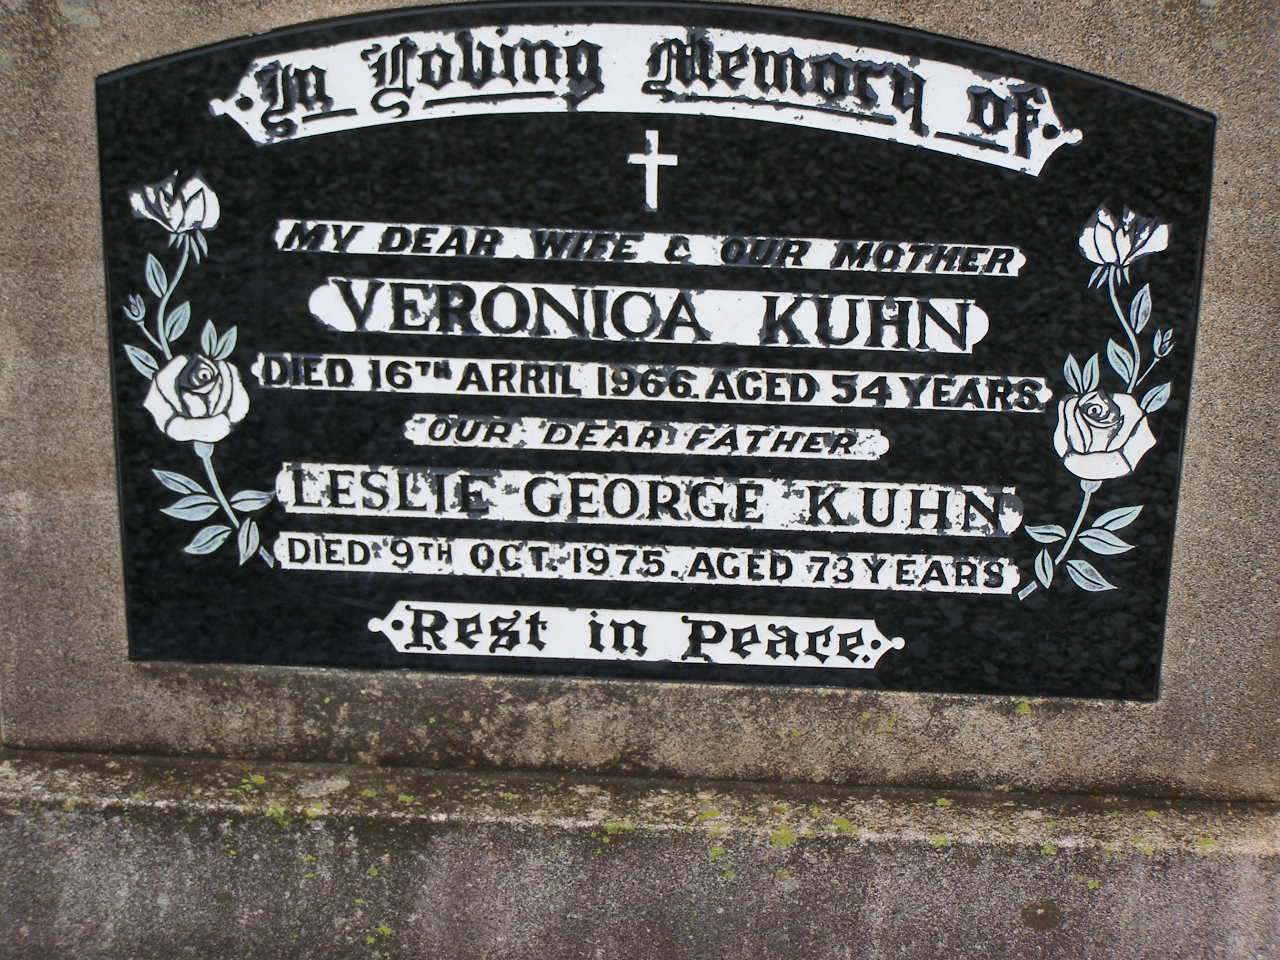 In Loving Memory of
MY DEAR WIFE & OUR MOTHER
VERONICA KUHN
DIED 16TH APRIL 1966. AGED 54 YEARS.
OUR DEAR FATHER
LESLIE GEORGE KUHN
DIED 9TH OCT. 1975. AGED 73 YEARS
Rest in Peace.